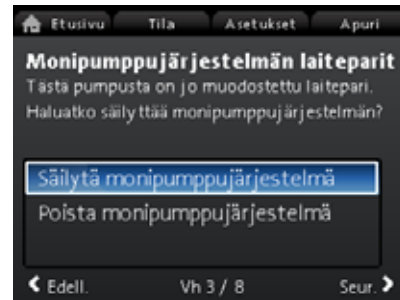 Etusivu Tila Asetukset Apuri
Monipumppujärjestelmän laiteparit
Tästä pumpusta on jo muodostettu laitepari.
Haluatko säilyttää monipumppujärjestelmän?
Säilytä monipumppujärjestelmä
Poista monipumppujärjestelmä
Edell. Vh 3 / 8 Seur.